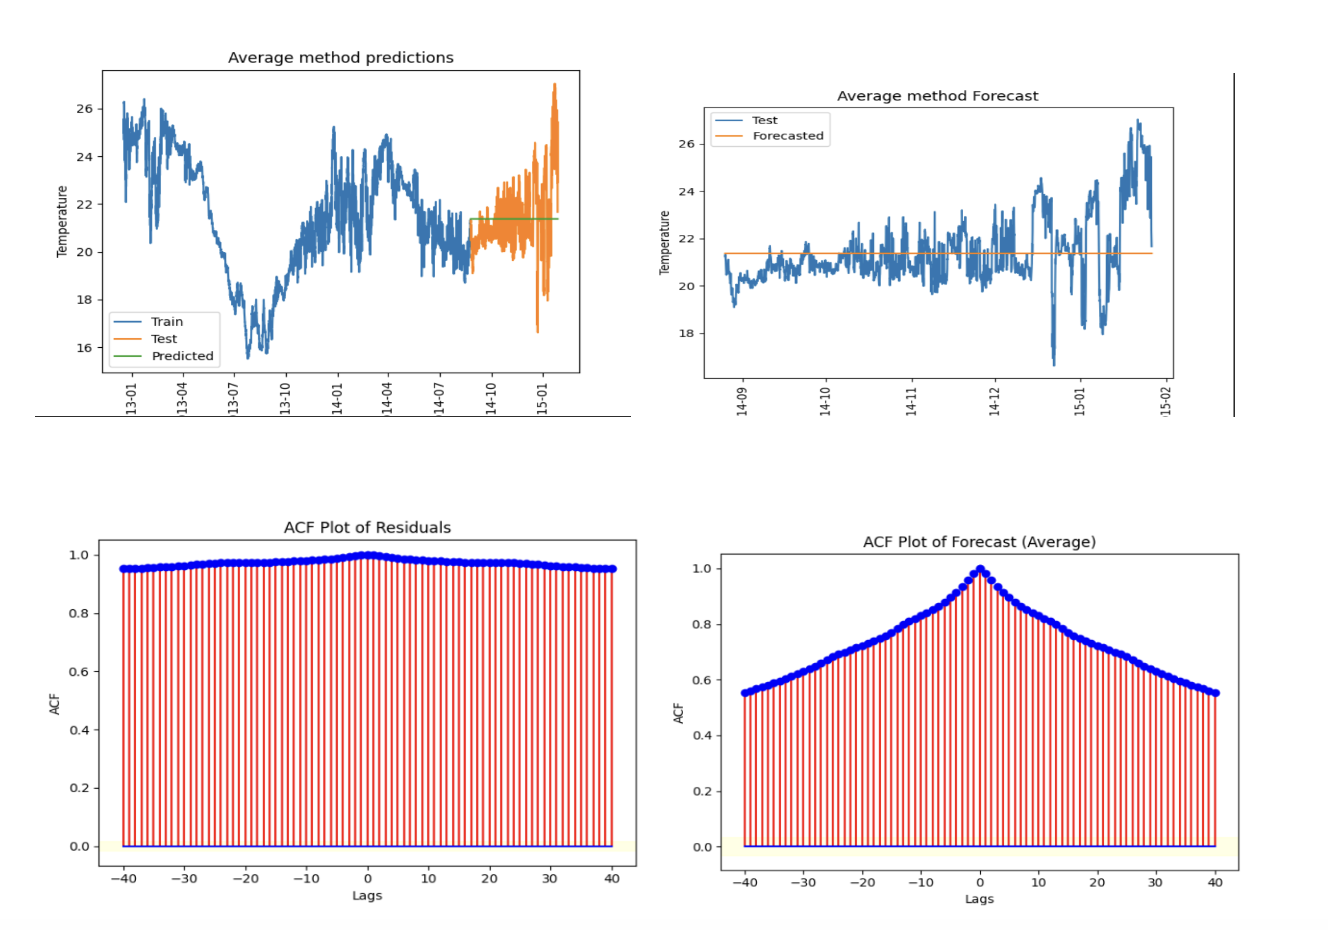 Average method predictions
Temperature
26
24
22
20
18
16
Train
Test
Predicted
13-01
13-04
13-07
13-10
14-01
14-04
14-07
14-10
15-01
Average method Forecast
Temperature
26
24
22
20
18
Test
Forecasted
14-09
14-10
14-11
14-12
15-01
15-02
ACF Plot of Residuals
ACF
1.0
0.8
0.6
0.4
0.2
0.0
−40 −30 −20 −10 0 10 20 30 40
Lags
ACF Plot of Forecast (Average)
ACF
1.0
0.8
0.6
0.4
0.2
0.0
−40 −30 −20 −10 0 10 20 30 40
Lags